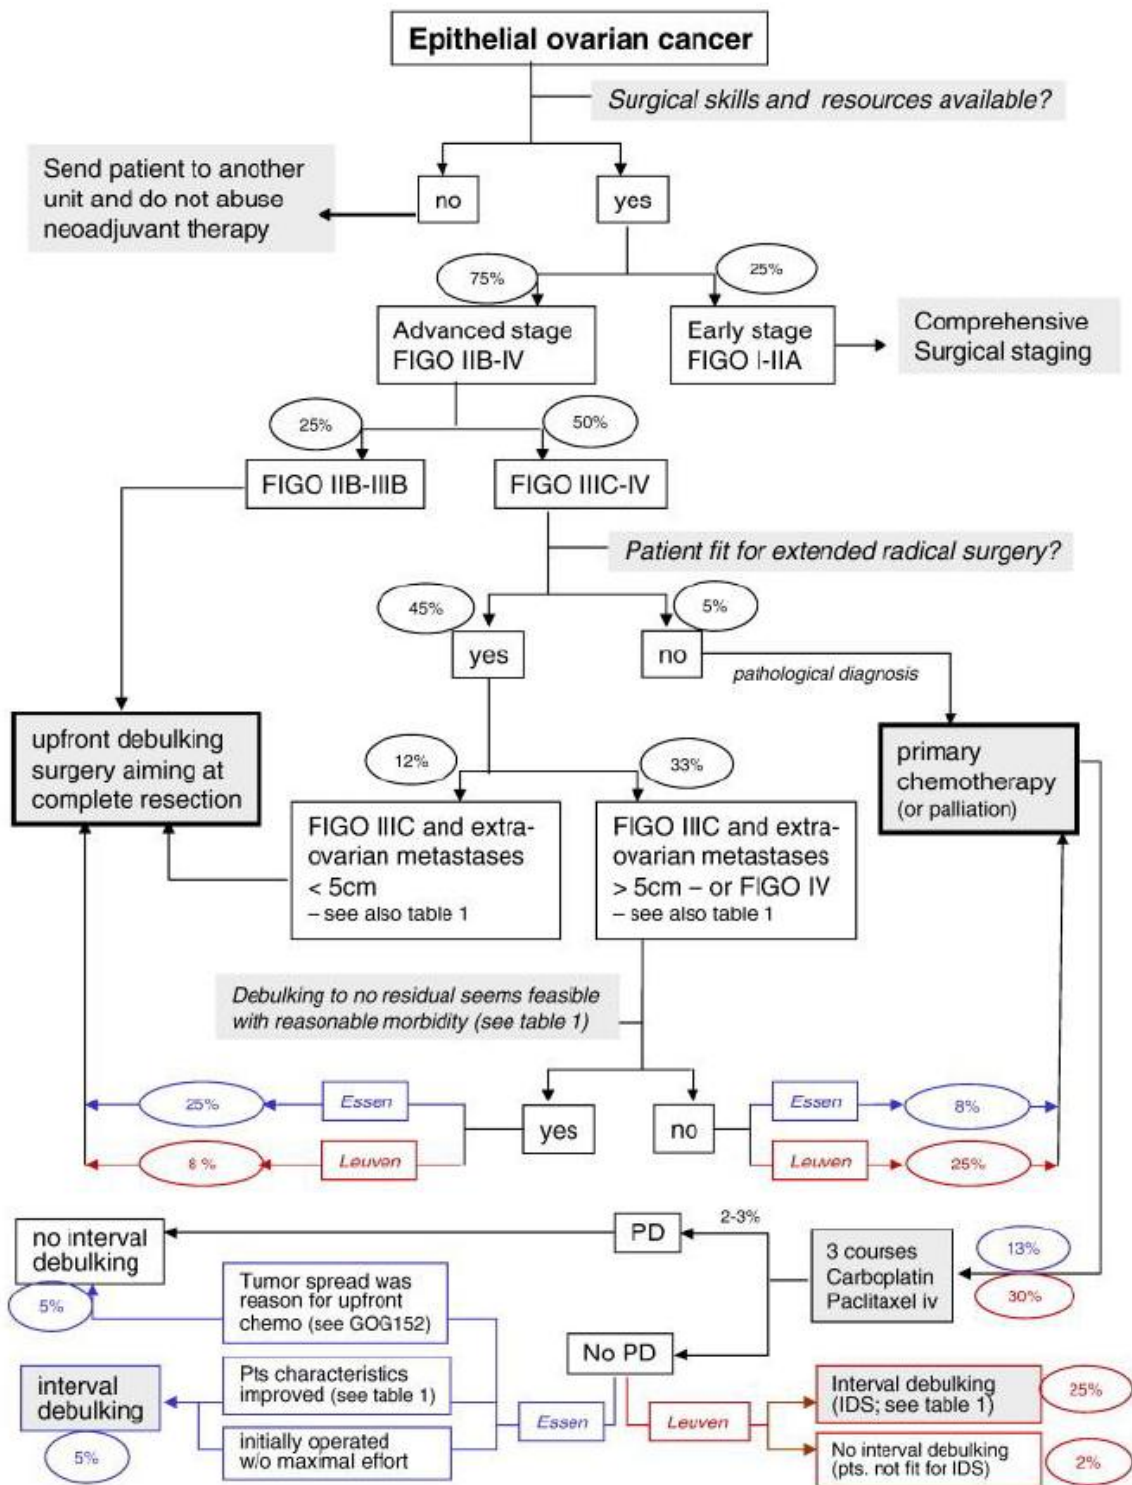 Epithelial ovarian cancer
Surgical skills and resources available?
Send patient to another
unit and do not abuse
neoadjuvant therapy
no
yes
75%
25%
Advanced stage
FIGO IIB-IV
Early stage
FIGO I-IIA
Comprehensive
Surgical staging
25%
50%
FIGO IIB-IIIB
FIGO IIIC-IV
Patient fit for extended radical surgery?
45%
5%
yes
no
pathological diagnosis
upfront debulking
surgery aiming at
complete resection
12%
33%
primary
chemotherapy
(or palliation)
FIGO IIIC and extra-
ovarian metastases
< 5cm
– see also table 1
FIGO IIIC and extra-
ovarian metastases
> 5cm – or FIGO IV
– see also table 1
Debulking to no residual seems feasible
with reasonable morbidity (see table 1)
25%
Essen
8 %
Leuven
yes
no
Essen
8%
Leuven
25%
no interval
debulking
PD
2-3%
3 courses
Carboplatin
Paclitaxel iv
13%
30%
5%
Tumor spread was
reason for upfront
chemo (see GOG152)
No PD
interval
debulking
5%
Pts characteristics
improved (see table 1)
initially operated
w/o maximal effort
Essen
Leuven
Interval debulking
(IDS; see table 1)
25%
No interval debulking
(pts. not fit for IDS)
2%